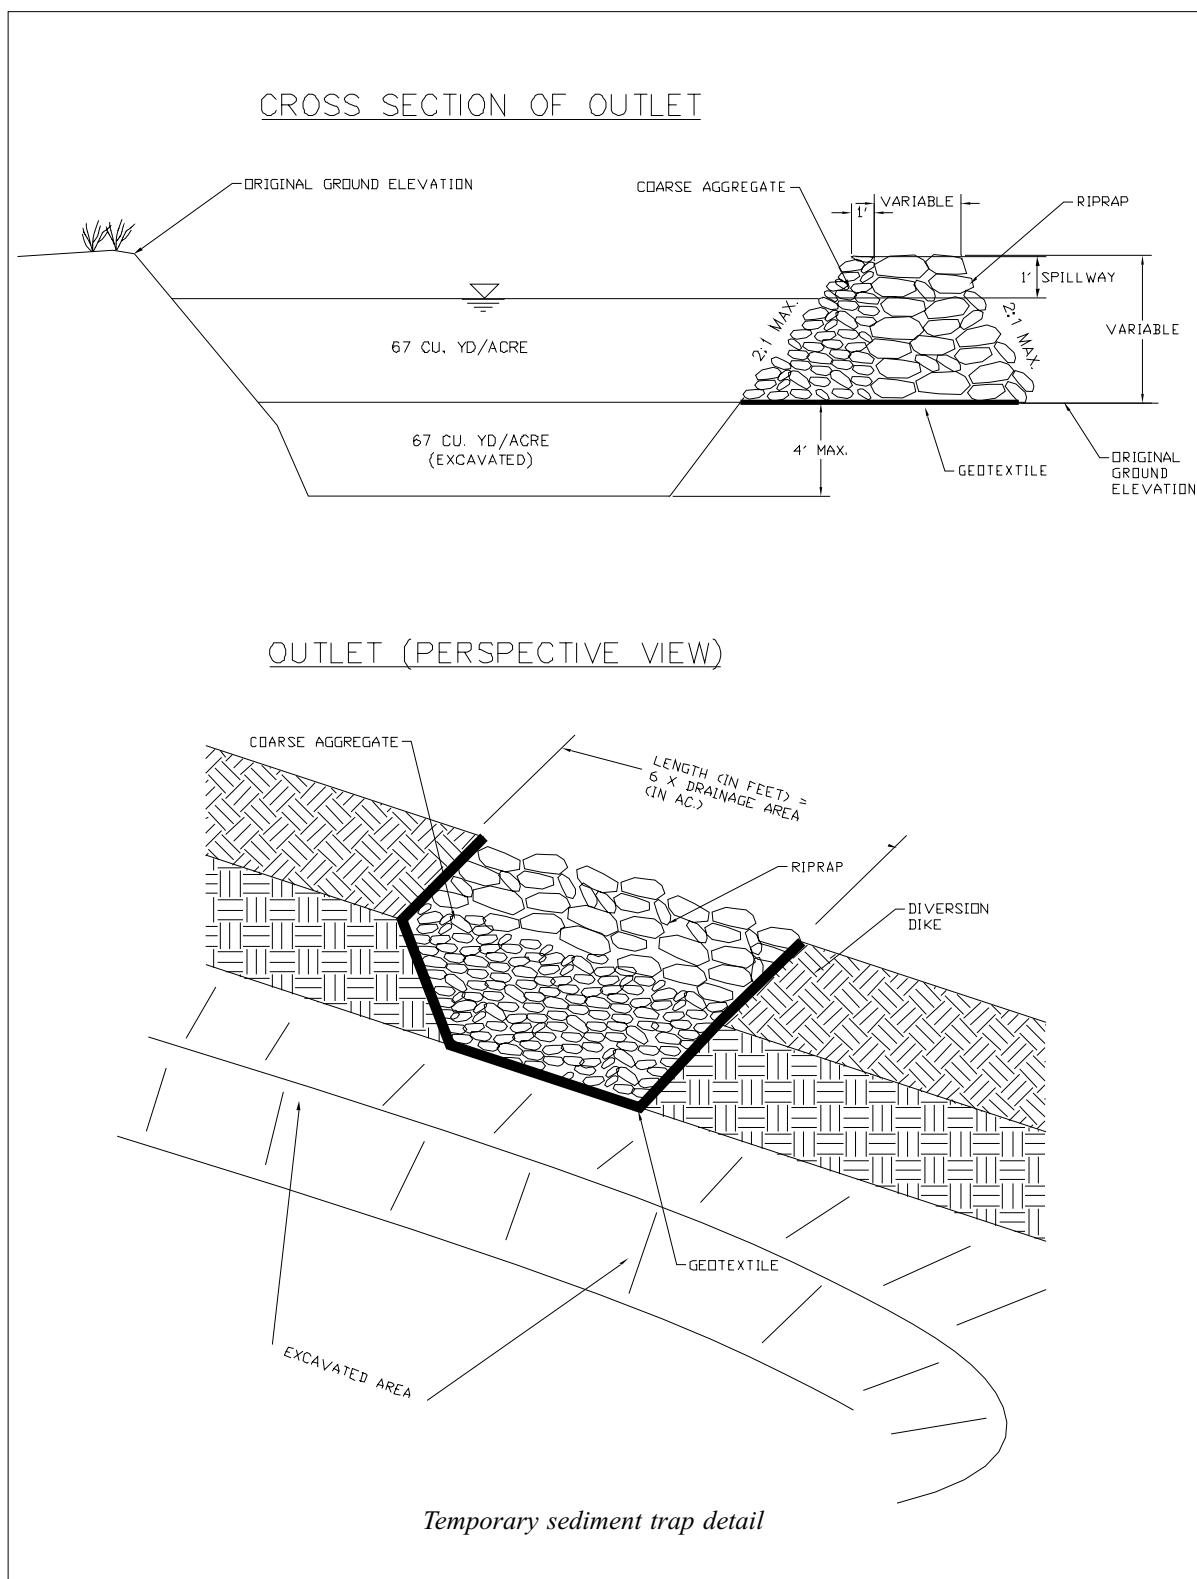 CROSS SECTION OF OUTLET
ORIGINAL GROUND ELEVATION
COARSE AGGREGATE
VARIABLE
1'
RIPRAP
1' SPILLWAY
2:1 MAX.
2:1 MAX.
VARIABLE
67 CU. YD/ACRE
67 CU. YD/ACRE
(EXCAVATED)
4' MAX.
GEOTEXTILE
ORIGINAL
GROUND
ELEVATION
OUTLET (PERSPECTIVE VIEW)
COARSE AGGREGATE
LENGTH (IN FEET) =
6 X DRAINAGE AREA
(IN AC.)
RIPRAP
DIVERSION
DIKE
GEOTEXTILE
EXCAVATED AREA
Temporary sediment trap detail